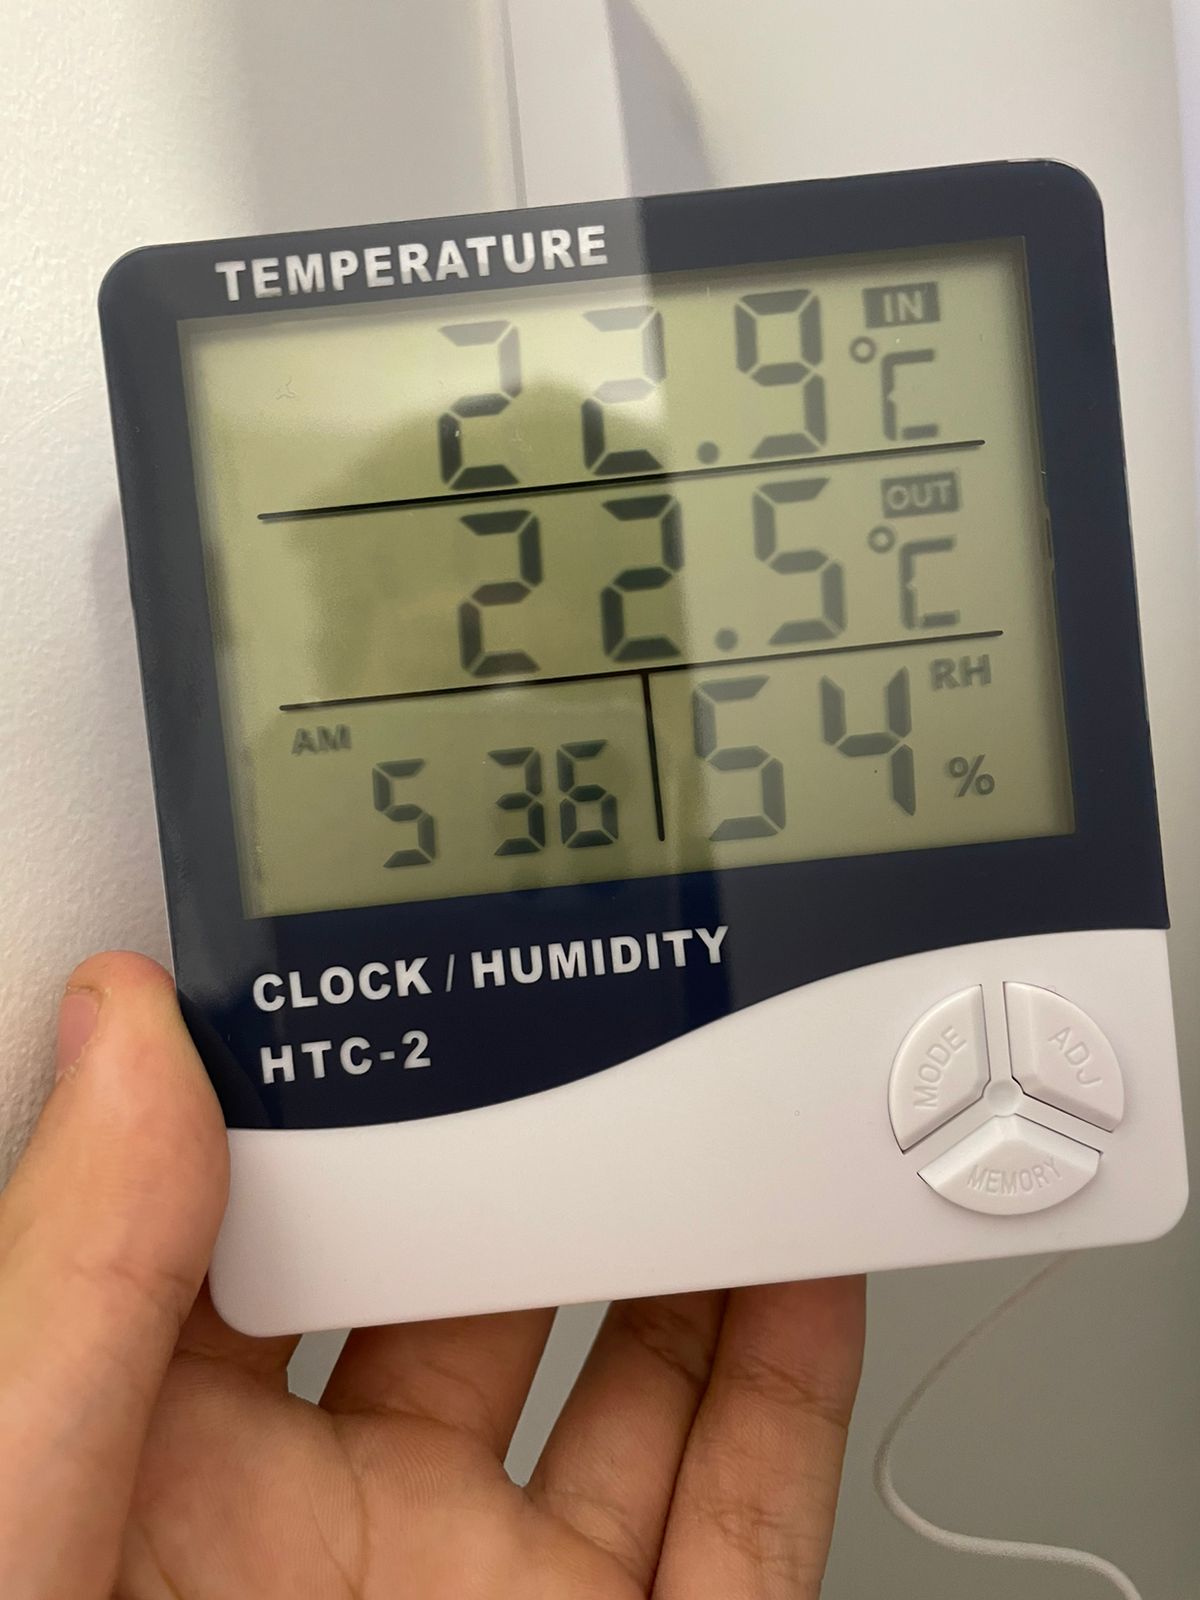 TEMPERATURE
22.9 °C IN
22.5 °C OUT
AM 5 36
54 % RH
CLOCK / HUMIDITY
HTC-2
MODE
ADJ
MEMORY